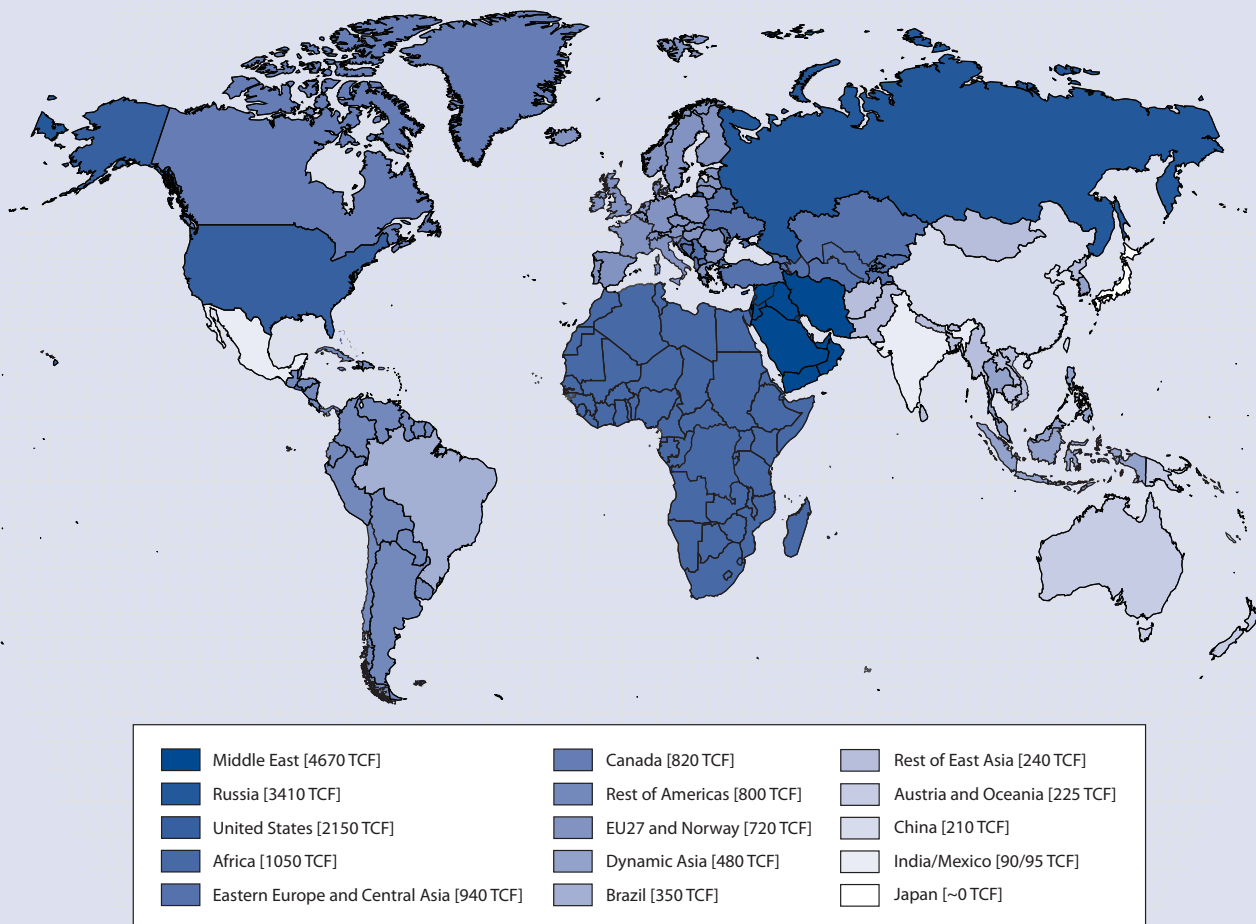 Middle East [4670 TCF]
Russia [3410 TCF]
United States [2150 TCF]
Africa [1050 TCF]
Eastern Europe and Central Asia [940 TCF]
Canada [820 TCF]
Rest of Americas [800 TCF]
EU27 and Norway [720 TCF]
Dynamic Asia [480 TCF]
Brazil [350 TCF]
Rest of East Asia [240 TCF]
Austria and Oceania [225 TCF]
China [210 TCF]
India/Mexico [90/95 TCF]
Japan [~0 TCF]